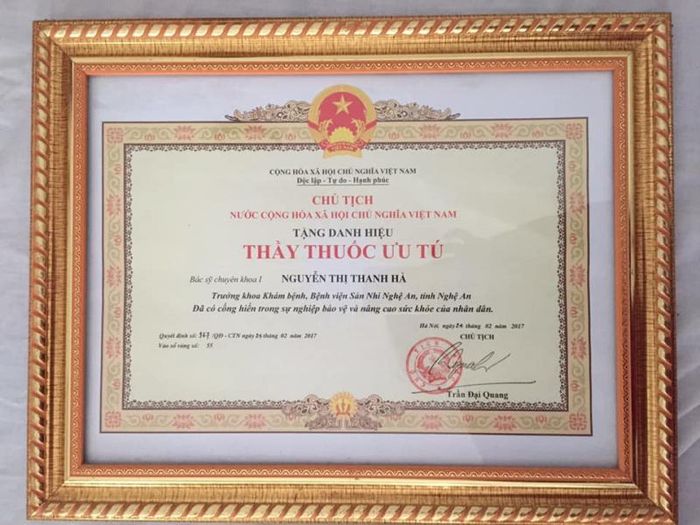 CỘNG HÒA XÃ HỘI CHỦ NGHĨA VIỆT NAM
Độc lập - Tự do - Hạnh phúc
CHỦ TỊCH
NƯỚC CỘNG HÒA XÃ HỘI CHỦ NGHĨA VIỆT NAM
TẶNG DANH HIỆU
THẦY THUỐC ƯU TÚ
Bác sỹ chuyên khoa I NGUYỄN THỊ THANH HÀ
Trưởng khoa Khám bệnh, Bệnh viện Sản Nhi Nghệ An, tỉnh Nghệ An
Đã có cống hiến trong sự nghiệp bảo vệ và nâng cao sức khỏe của nhân dân.
Hà Nội, ngày 24 tháng 02 năm 2017
Quyết định số: /QĐ - CTN ngày 24 tháng 02 năm 2017
CHỦ TỊCH
Vào sổ vàng số: 55
Trần Đại Quang